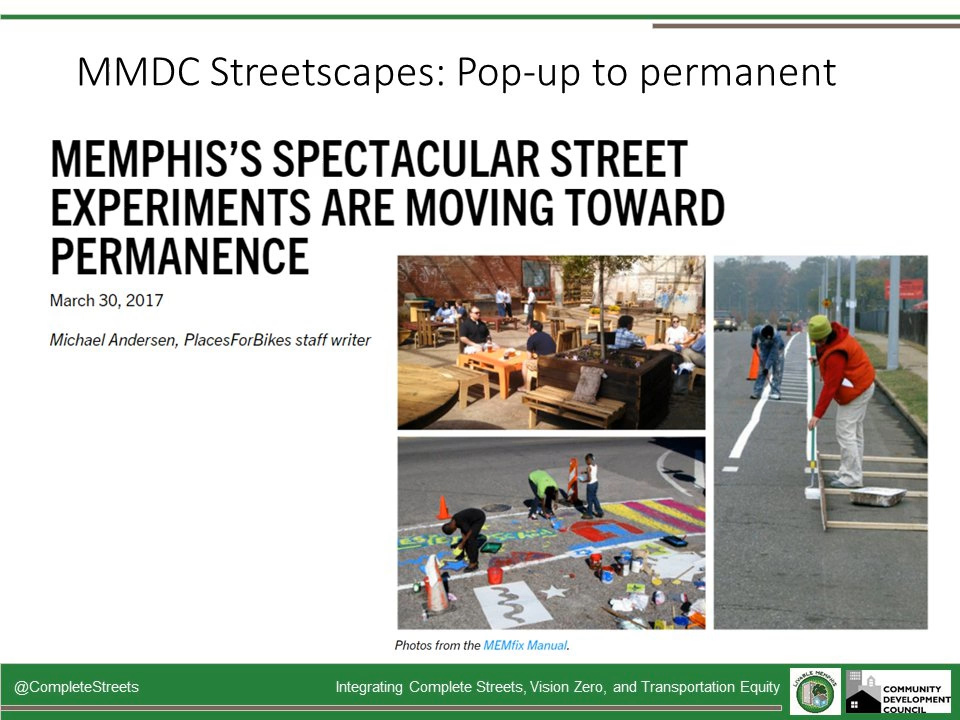 MMDC Streetscapes: Pop-up to permanent
MEMPHIS'S SPECTACULAR STREET
EXPERIMENTS ARE MOVING TOWARD
PERMANENCE
March 30, 2017
Michael Andersen, PlacesForBikes staff writer
Photos from the MEMfix Manual.
@CompleteStreets
Integrating Complete Streets, Vision Zero, and Transportation Equity
LIVABLE MEMPHIS
COMMUNITY
DEVELOPMENT
COUNCIL